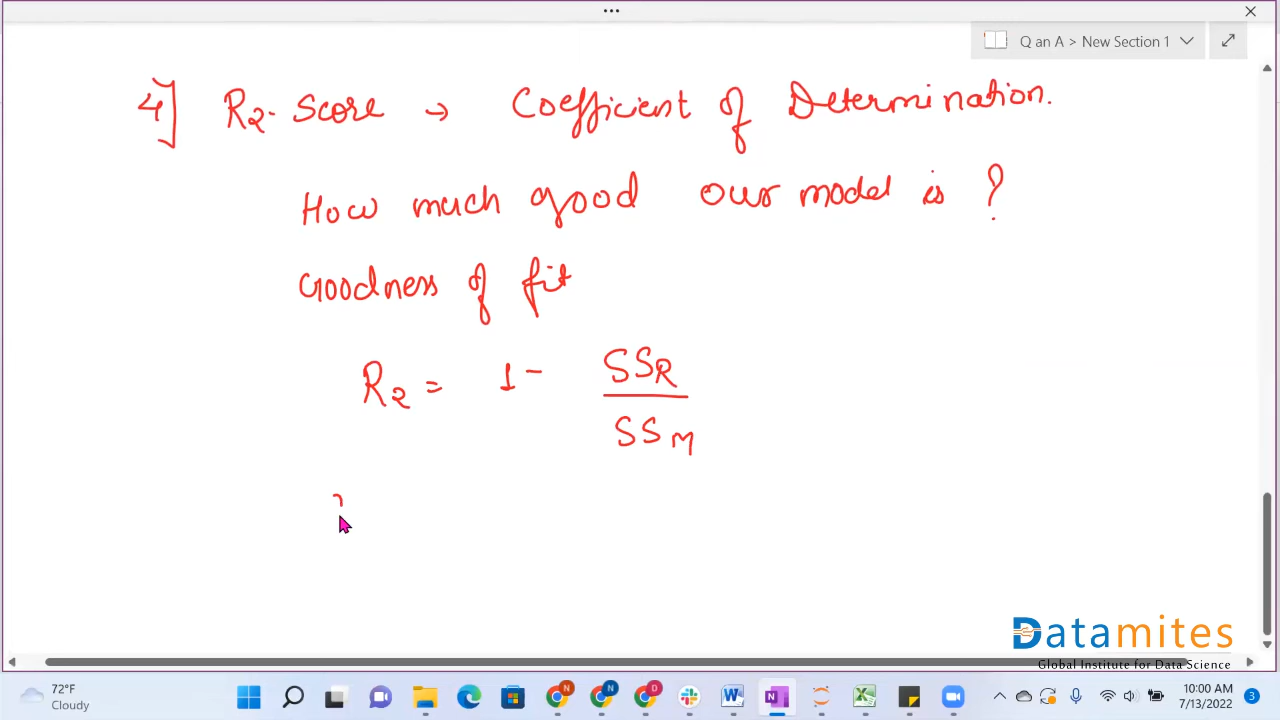 Q an A > New Section 1
4] R2-Score → Coefficient of Determination.
How much good our model is ?
Goodness of fit
R2 = 1 - SSR / SSM
Datamites
Global Institute for Data Science
72°F
Cloudy
10:00 AM
7/13/2022
3